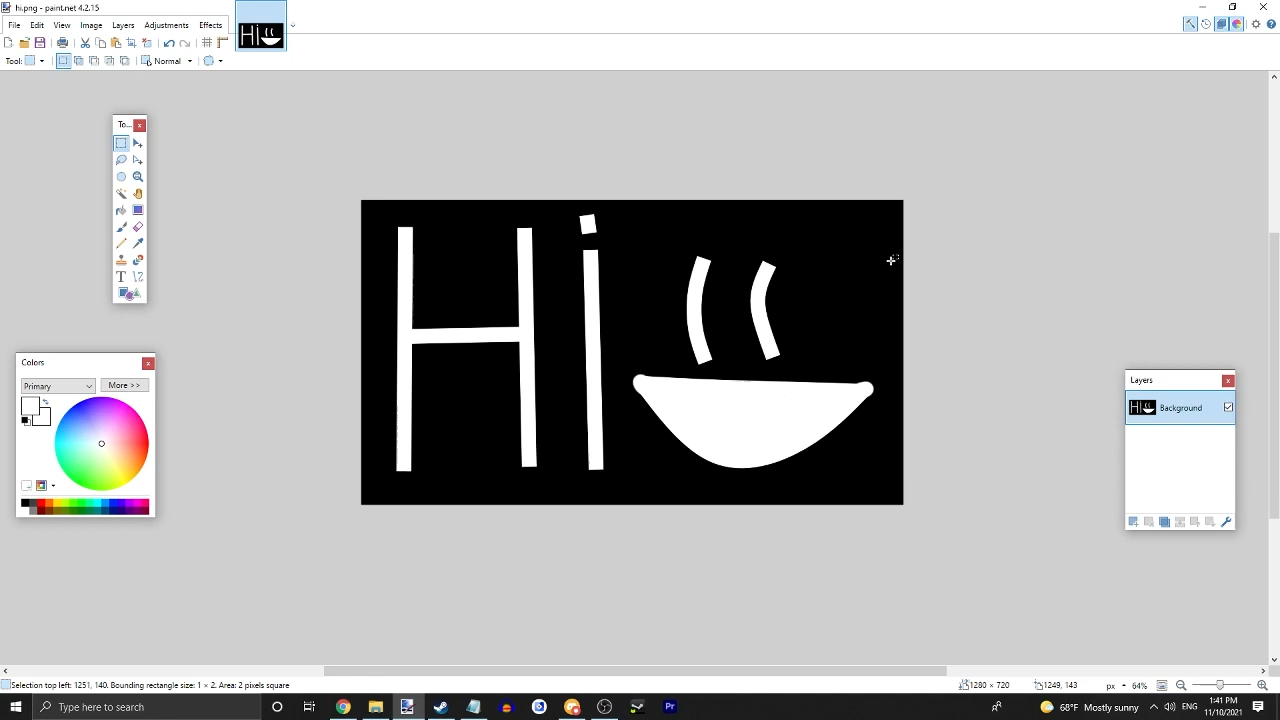 hi.png - paint.net 4.2.15
File Edit View Image Layers Adjustments Effects
Tool: Normal
To...
Hi
Colors
Primary More >>
Layers
Background
Selection top left: 1251, 140. Bounding rectangle size: 1 × 2. Area: 2 pixels square 1280 × 720 1249, 143 px 64%
Type here to search
68°F Mostly sunny ENG 1:41 PM
11/10/2021